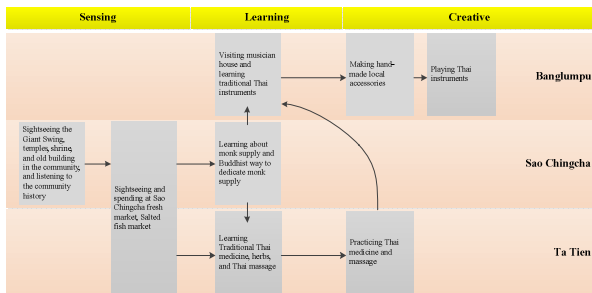 Sensing
Learning
Creative
Visiting musician
house and
learning
traditional Thai
instruments
Making hand-
made local
accessories
Playing Thai
instruments
Banglumpu
Sightseeing the
Giant Swing,
temples, shrine,
and old building
in the community,
and listening to
the community
history
Sightseeing and
spending at Sao
Chingcha fresh
market, Salted
fish market
Learning about
monk supply and
Buddhist way to
dedicate monk
supply
Sao Chingcha
Learning
Traditional Thai
medicine, herbs,
and Thai massage
Practicing Thai
medicine and
massage
Ta Tien